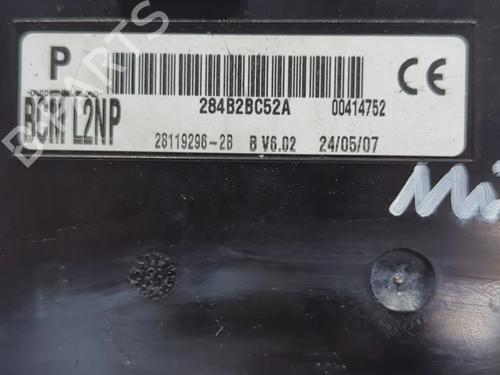 P
284B2BC52A 00414752
BCM L2NP
28119296-2B B V6.02 24/05/07
CE